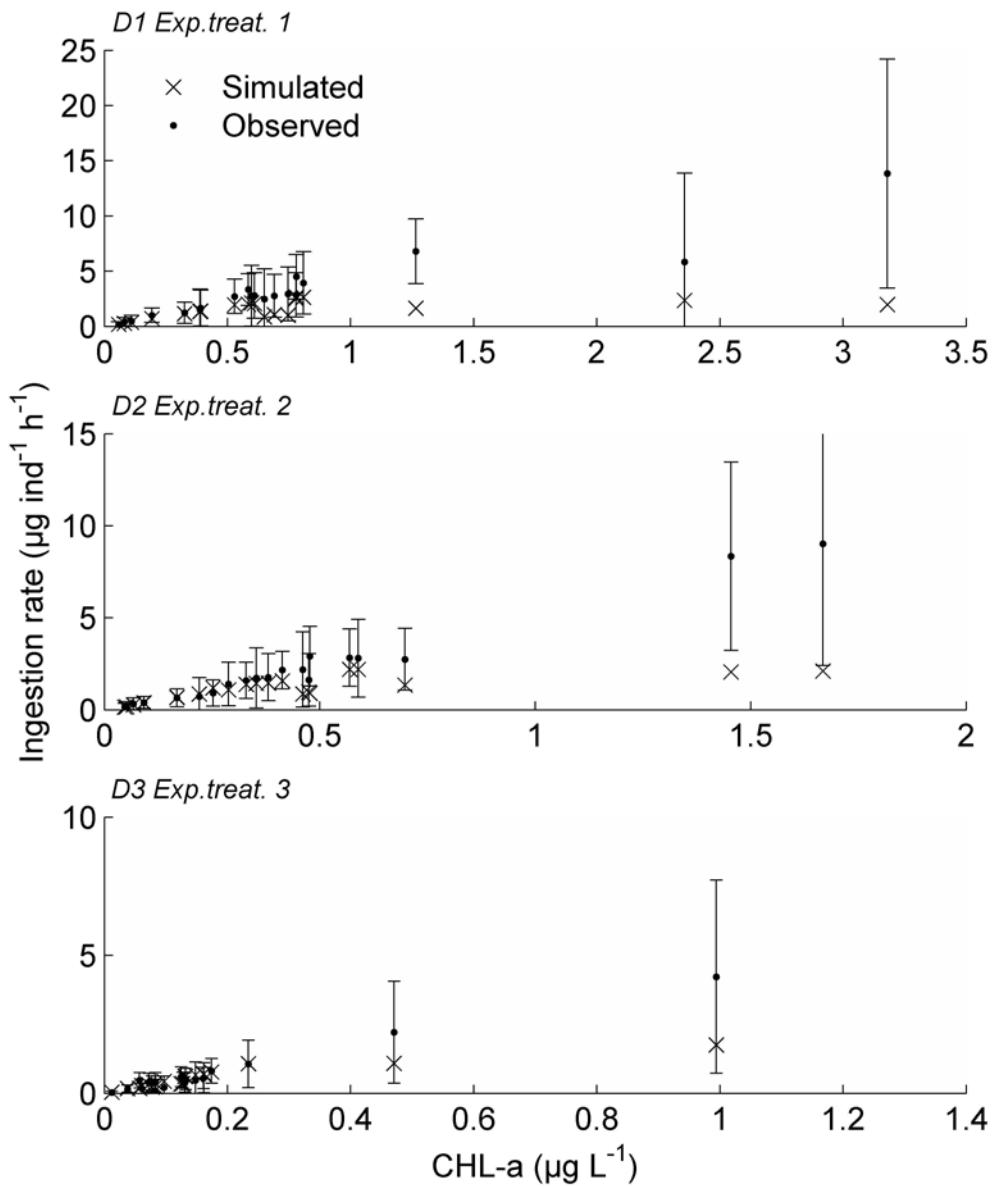 D1 Exp.treat. 1
25
20
15
10
5
0
× Simulated
• Observed
0 0.5 1 1.5 2 2.5 3 3.5
D2 Exp.treat. 2
15
10
5
0
0 0.5 1 1.5 2
Ingestion rate (µg ind⁻¹ h⁻¹)
D3 Exp.treat. 3
10
5
0
0 0.2 0.4 0.6 0.8 1 1.2 1.4
CHL-a (µg L⁻¹)